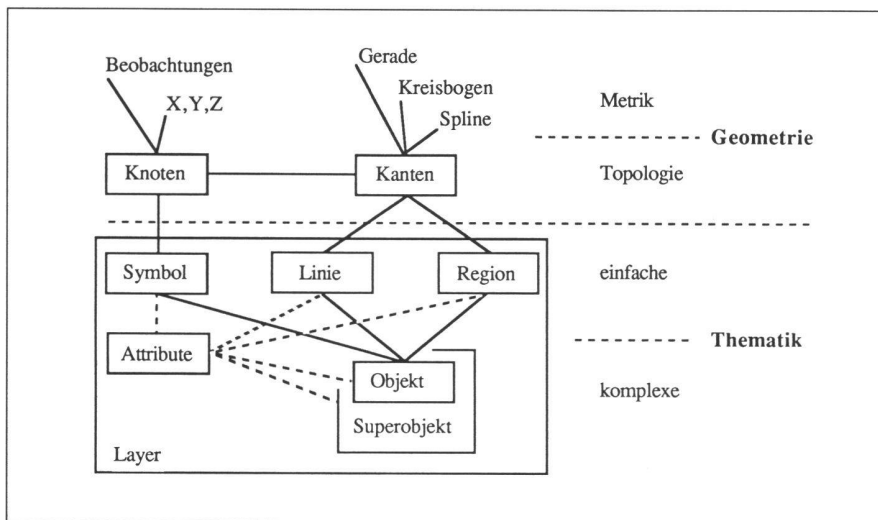 Beobachtungen
X,Y,Z
Gerade
Kreisbogen
Spline
Metrik
Geometrie
Knoten
Kanten
Topologie
Symbol
Linie
Region
einfache
Attribute
Thematik
Objekt
komplexe
Superobjekt
Layer